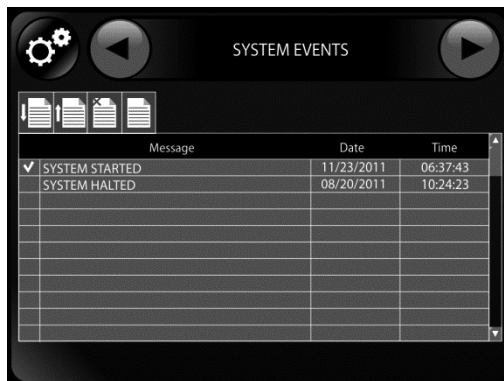 SYSTEM EVENTS
Message Date Time
SYSTEM STARTED 11/23/2011 06:37:43
SYSTEM HALTED 08/20/2011 10:24:23